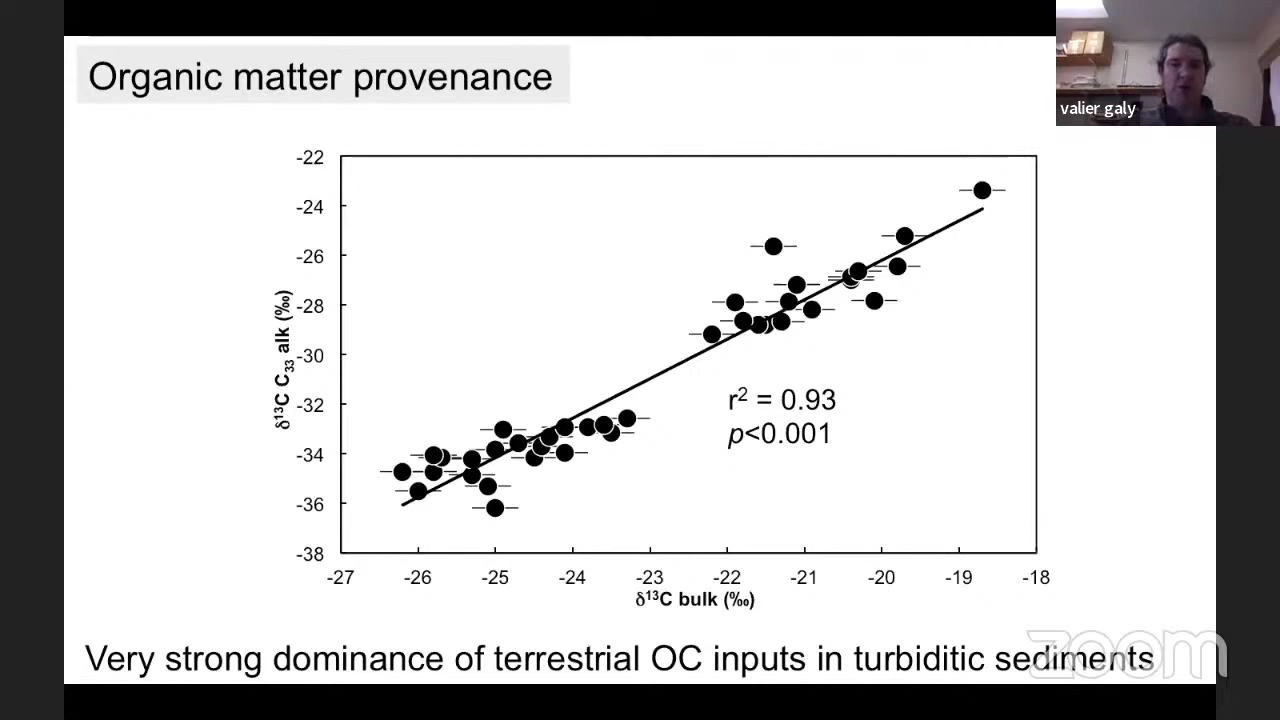 Organic matter provenance
valier galy
-22
-24
-26
-28
-30
-32
-34
-36
-38
δ¹³C C₃₃ alk (‰)
r² = 0.93
p<0.001
-27 -26 -25 -24 -23 -22 -21 -20 -19 -18
δ¹³C bulk (‰)
Very strong dominance of terrestrial OC inputs in turbiditic sediments
zoom